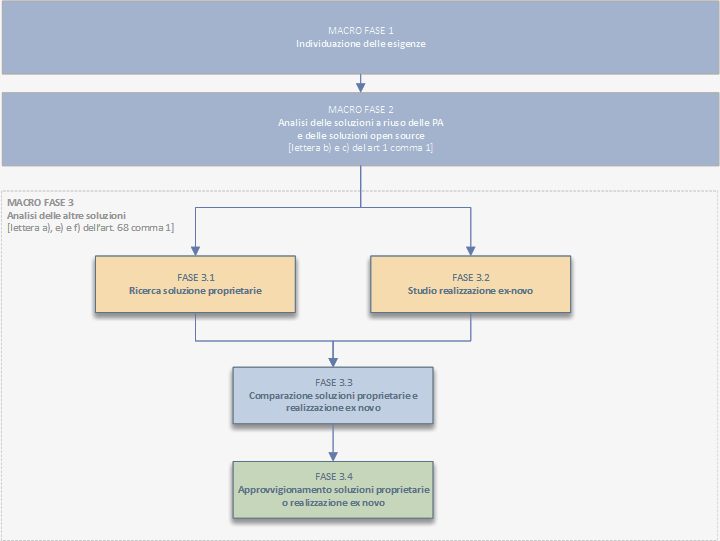 MACRO FASE 1
Individuazione delle esigenze
MACRO FASE 2
Analisi delle soluzioni a riuso delle PA
e delle soluzioni open source
[lettera b) e c) del art 1 comma 1]
MACRO FASE 3
Analisi delle altre soluzioni
[lettera a), e) e f) dell'art. 68 comma 1]
FASE 3.1
Ricerca soluzione proprietarie
FASE 3.2
Studio realizzazione ex-novo
FASE 3.3
Comparazione soluzioni proprietarie e
realizzazione ex novo
FASE 3.4
Approvvigionamento soluzioni proprietarie
o realizzazione ex novo